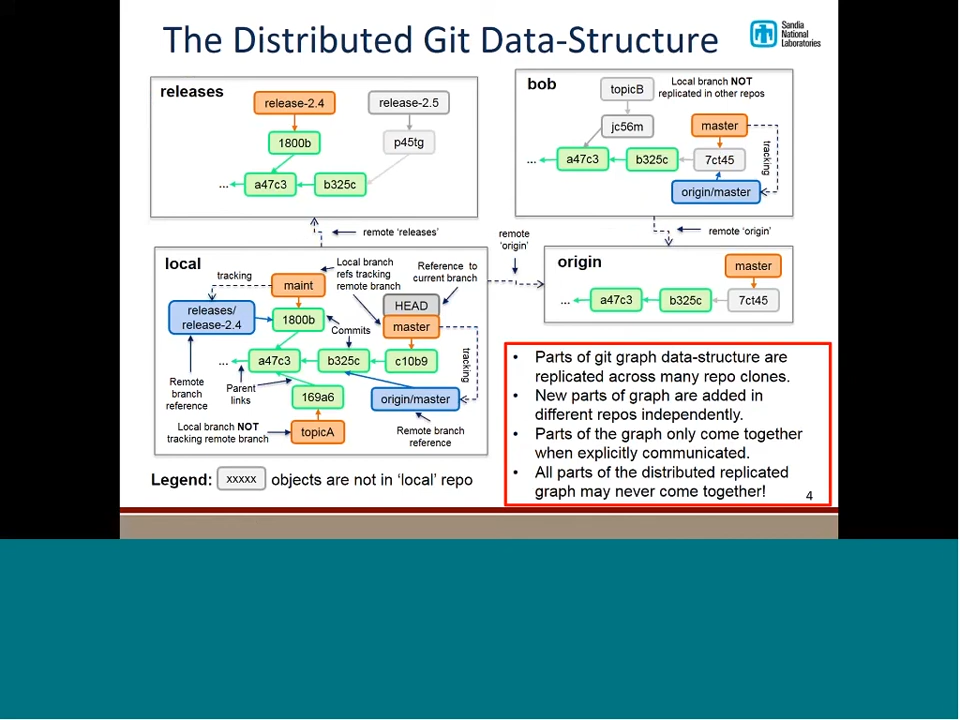 The Distributed Git Data-Structure
Sandia
National
Laboratories
releases
release-2.4
release-2.5
1800b
p45tg
...
a47c3
b325c
bob
topicB
Local branch NOT
replicated in other repos
jc56m
master
tracking
...
a47c3
b325c
7ct45
origin/master
remote 'releases'
remote
'origin'
remote 'origin'
local
tracking
maint
Local branch
refs tracking
remote branch
Reference to
current branch
releases/
release-2.4
1800b
HEAD
master
Commits
...
a47c3
b325c
c10b9
tracking
Remote
branch
reference
Parent
links
169a6
origin/master
Local branch NOT
tracking remote branch
topicA
Remote branch
reference
origin
master
...
a47c3
b325c
7ct45
• Parts of git graph data-structure are
replicated across many repo clones.
• New parts of graph are added in
different repos independently.
• Parts of the graph only come together
when explicitly communicated.
• All parts of the distributed replicated
graph may never come together!
Legend: xxxxx objects are not in 'local' repo
4